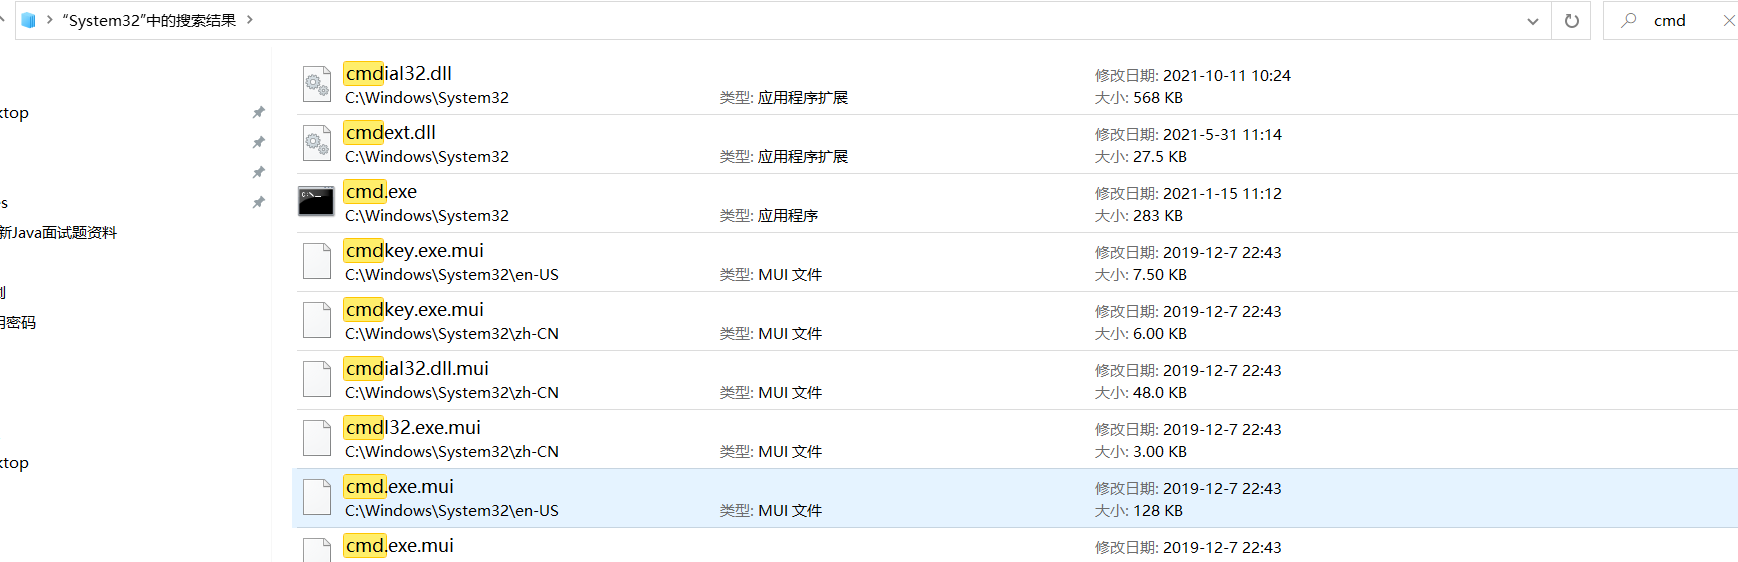 “System32”中的搜索结果
cmd
cmdial32.dll
修改日期: 2021-10-11 10:24
C:\Windows\System32
类型: 应用程序扩展
大小: 568 KB
cmdext.dll
修改日期: 2021-5-31 11:14
C:\Windows\System32
类型: 应用程序扩展
大小: 27.5 KB
cmd.exe
修改日期: 2021-1-15 11:12
C:\Windows\System32
类型: 应用程序
大小: 283 KB
cmdkey.exe.mui
修改日期: 2019-12-7 22:43
C:\Windows\System32\en-US
类型: MUI 文件
大小: 7.50 KB
cmdkey.exe.mui
修改日期: 2019-12-7 22:43
C:\Windows\System32\zh-CN
类型: MUI 文件
大小: 6.00 KB
cmdial32.dll.mui
修改日期: 2019-12-7 22:43
C:\Windows\System32\zh-CN
类型: MUI 文件
大小: 48.0 KB
cmdl32.exe.mui
修改日期: 2019-12-7 22:43
C:\Windows\System32\zh-CN
类型: MUI 文件
大小: 3.00 KB
cmd.exe.mui
修改日期: 2019-12-7 22:43
C:\Windows\System32\en-US
类型: MUI 文件
大小: 128 KB
cmd.exe.mui
修改日期: 2019-12-7 22:43
ktop
s
新Java面试题资料
用密码
ktop